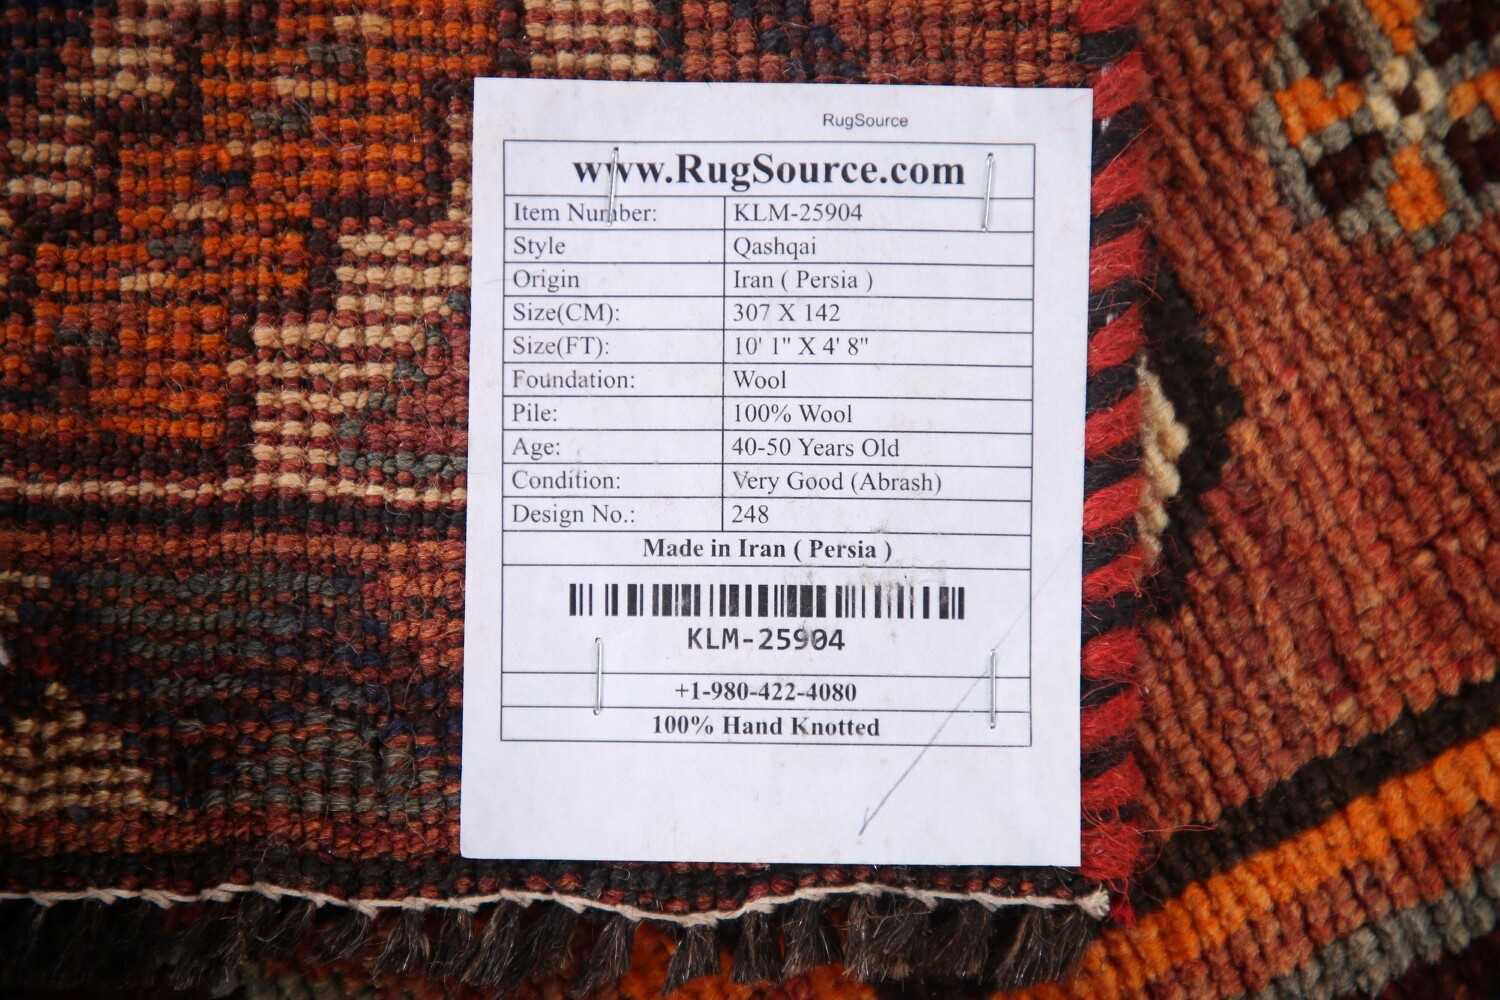 RugSource
www.RugSource.com
Item Number: KLM-25904
Style Qashqai
Origin Iran ( Persia )
Size(CM): 307 X 142
Size(FT): 10' 1" X 4' 8"
Foundation: Wool
Pile: 100% Wool
Age: 40-50 Years Old
Condition: Very Good (Abrash)
Design No.: 248
Made in Iran ( Persia )
KLM-25904
+1-980-422-4080
100% Hand Knotted